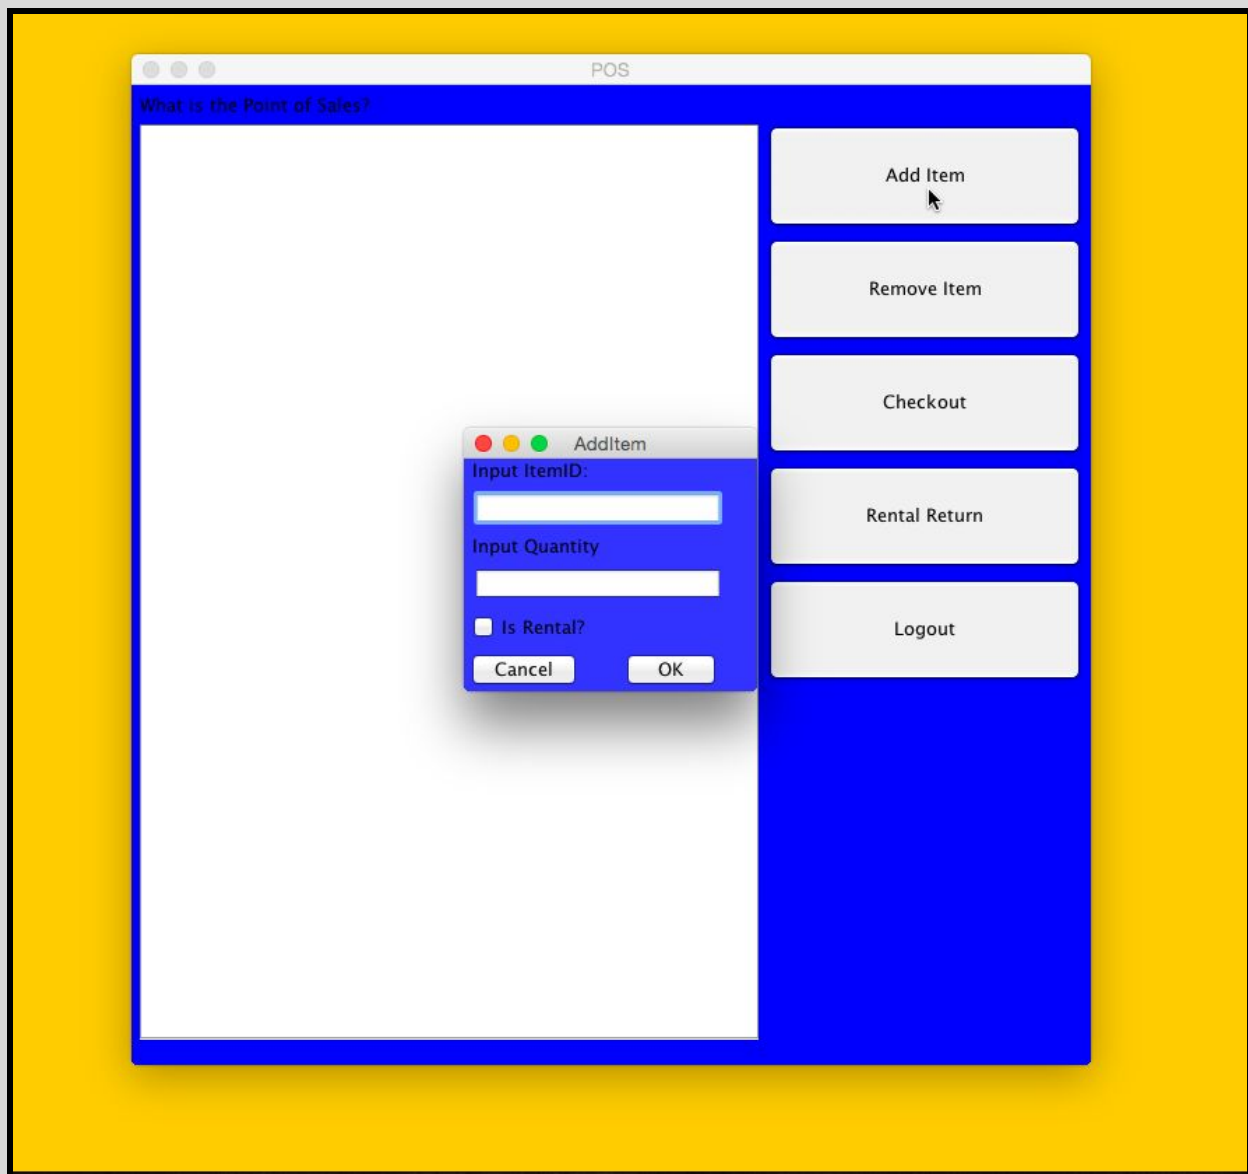 POS
What is the Point of Sales?
Add Item
Remove Item
Checkout
Rental Return
Logout
AddItem
Input ItemID:
Input Quantity
Is Rental?
Cancel OK